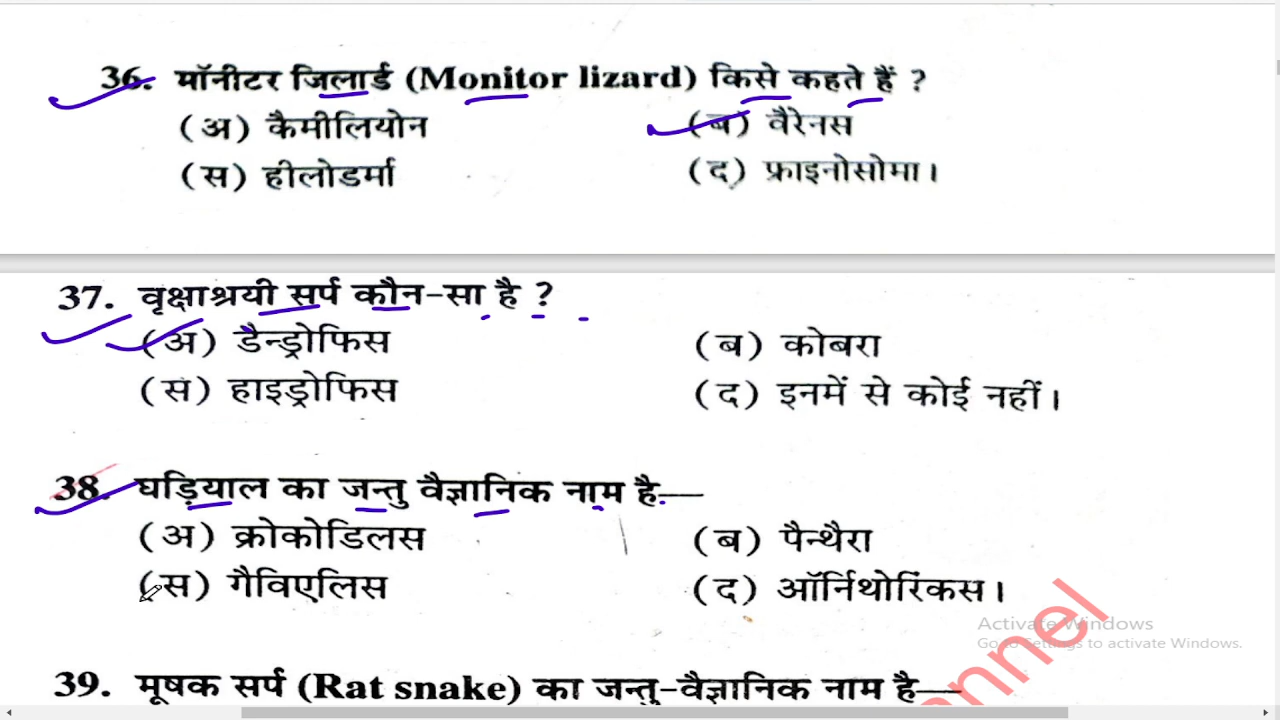 36. मॉनीटर जिलार्ड (Monitor lizard) किसे कहते हैं ?
(अ) कैमीलियोन (ब) वैरेनस
(स) हीलोडर्मा (द) फ्राइनोसोमा।
37. वृक्षाश्रयी सर्प कौन-सा है ?
(अ) डैन्ड्रोफिस (ब) कोबरा
(स) हाइड्रोफिस (द) इनमें से कोई नहीं।
38. घड़ियाल का जन्तु वैज्ञानिक नाम है—
(अ) क्रोकोडिलस (ब) पैन्थैरा
(स) गैविएलिस (द) ऑर्निथोरिंकस।
Activate Windows
Go to Settings to activate Windows.
39. मूषक सर्प (Rat snake) का जन्तु-वैज्ञानिक नाम है—